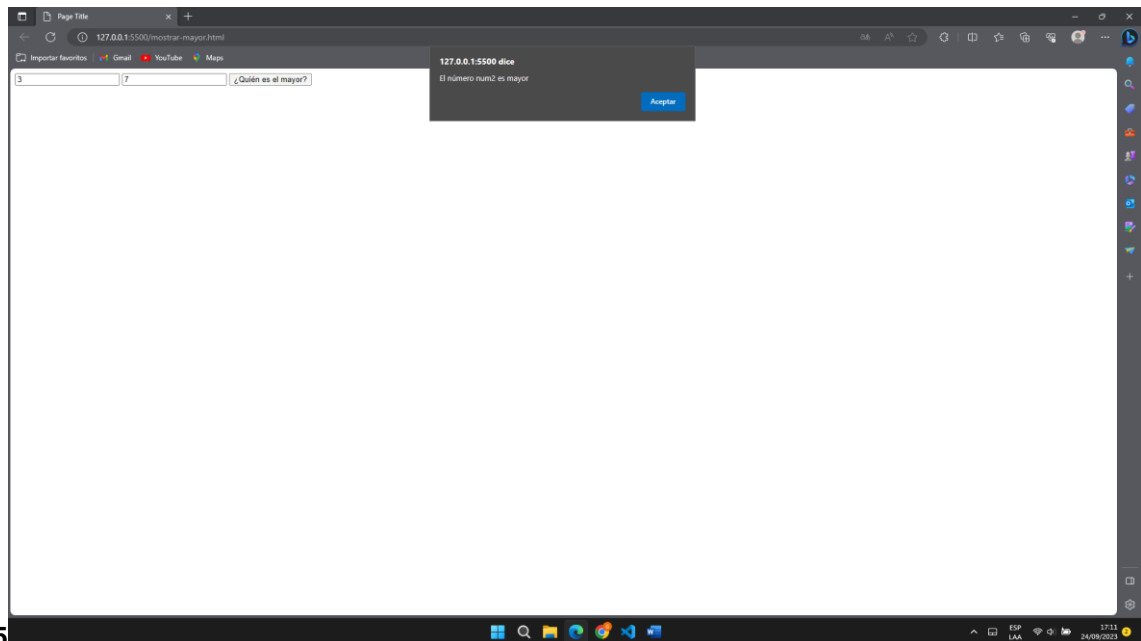 Page Title
127.0.0.1:5500/mostrar-mayor.html
Importar favoritos Gmail YouTube Maps
127.0.0.1:5500 dice
El número num2 es mayor
Aceptar
3 7 ¿Quién es el mayor?
5
ESP 17:11
LAA 24/09/2023 2